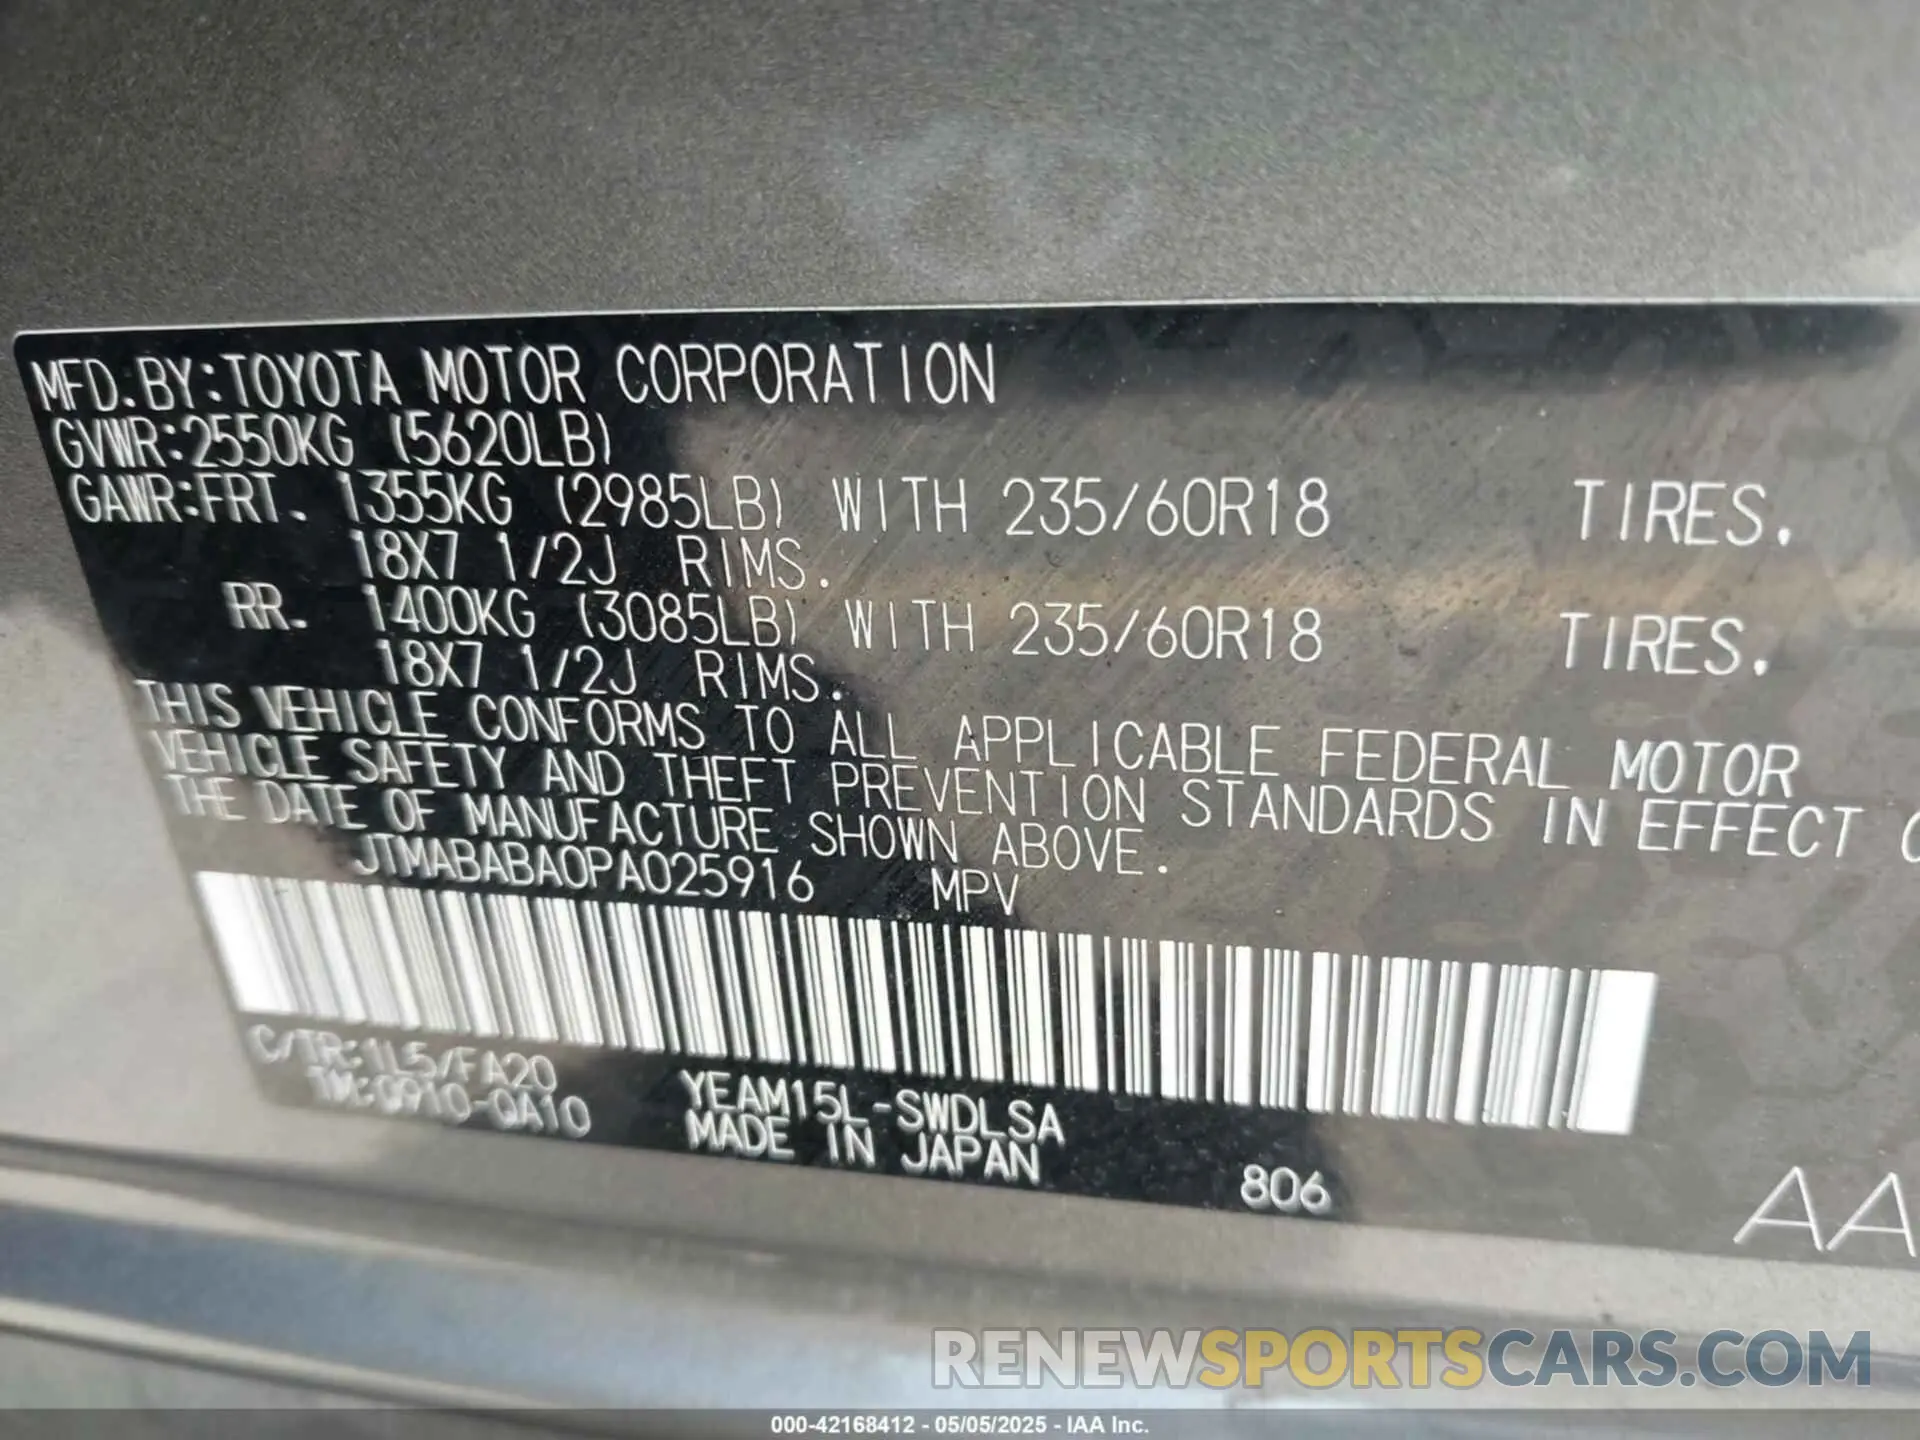 MFD.BY:TOYOTA MOTOR CORPORATION
GVWR:2550KG (5620LB)
GAWR:FRT. 1355KG (2985LB) WITH 235/60R18 TIRES.
18X7 1/2J RIMS.
RR. 1400KG (3085LB) WITH 235/60R18 TIRES.
18X7 1/2J RIMS.
THIS VEHICLE CONFORMS TO ALL APPLICABLE FEDERAL MOTOR
VEHICLE SAFETY AND THEFT PREVENTION STANDARDS IN EFFECT
THE DATE OF MANUFACTURE SHOWN ABOVE.
JTMABABA0PA025916 MPV
C/TR:1L5/FA20
TM:Q910-QA10
YEAM15L-SWDLSA
MADE IN JAPAN
806
AA
RENEWSPORTSCARS.COM
000-42168412 - 05/05/2025 - IAA Inc.